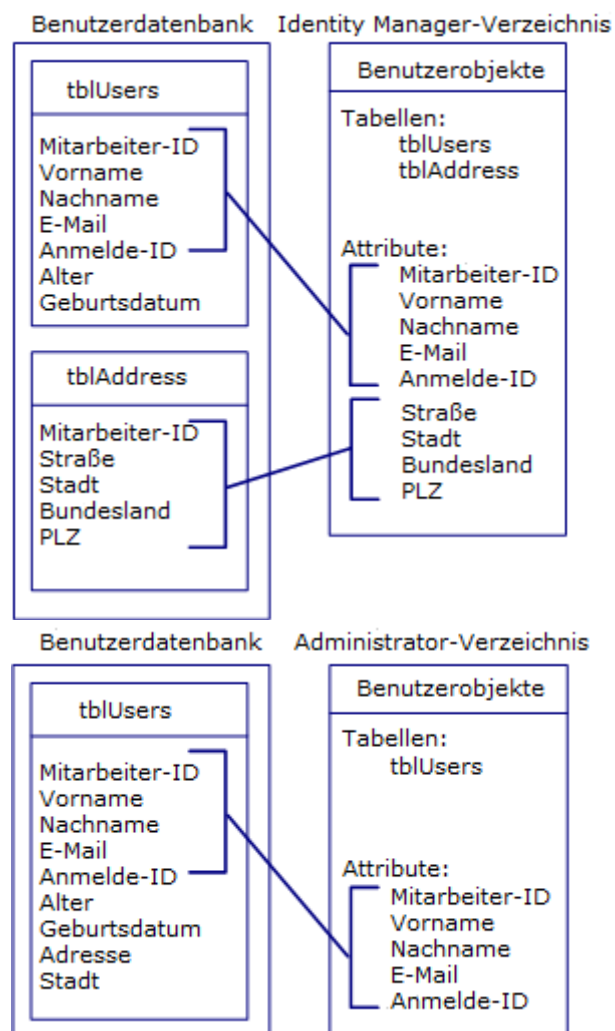 Benutzerdatenbank
tblUsers
Mitarbeiter-ID
Vorname
Nachname
E-Mail
Anmelde-ID
Alter
Geburtsdatum
tblAddress
Mitarbeiter-ID
Straße
Stadt
Bundesland
PLZ
Identity Manager-Verzeichnis
Benutzerobjekte
Tabellen:
tblUsers
tblAddress
Attribute:
Mitarbeiter-ID
Vorname
Nachname
E-Mail
Anmelde-ID
Straße
Stadt
Bundesland
PLZ
Benutzerdatenbank
tblUsers
Mitarbeiter-ID
Vorname
Nachname
E-Mail
Anmelde-ID
Alter
Geburtsdatum
Adresse
Stadt
Administrator-Verzeichnis
Benutzerobjekte
Tabellen:
tblUsers
Attribute:
Mitarbeiter-ID
Vorname
Nachname
E-Mail
Anmelde-ID